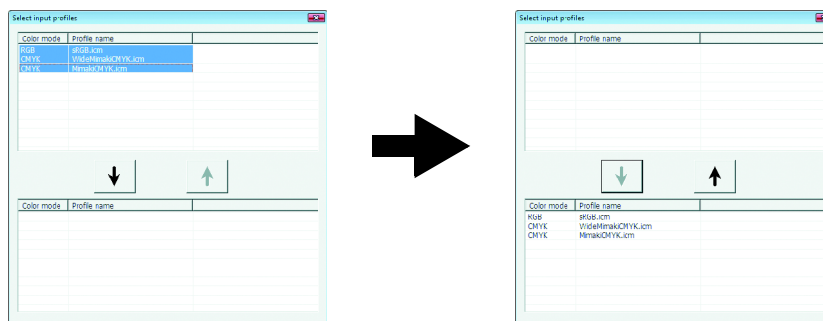 Select input profiles
Color mode Profile name
RGB sRGB.icm
CMYK WideMimakiCMYK.icm
CMYK MimakiCMYK.icm
Color mode Profile name
Select input profiles
Color mode Profile name
Color mode Profile name
RGB sRGB.icm
CMYK WideMimakiCMYK.icm
CMYK MimakiCMYK.icm